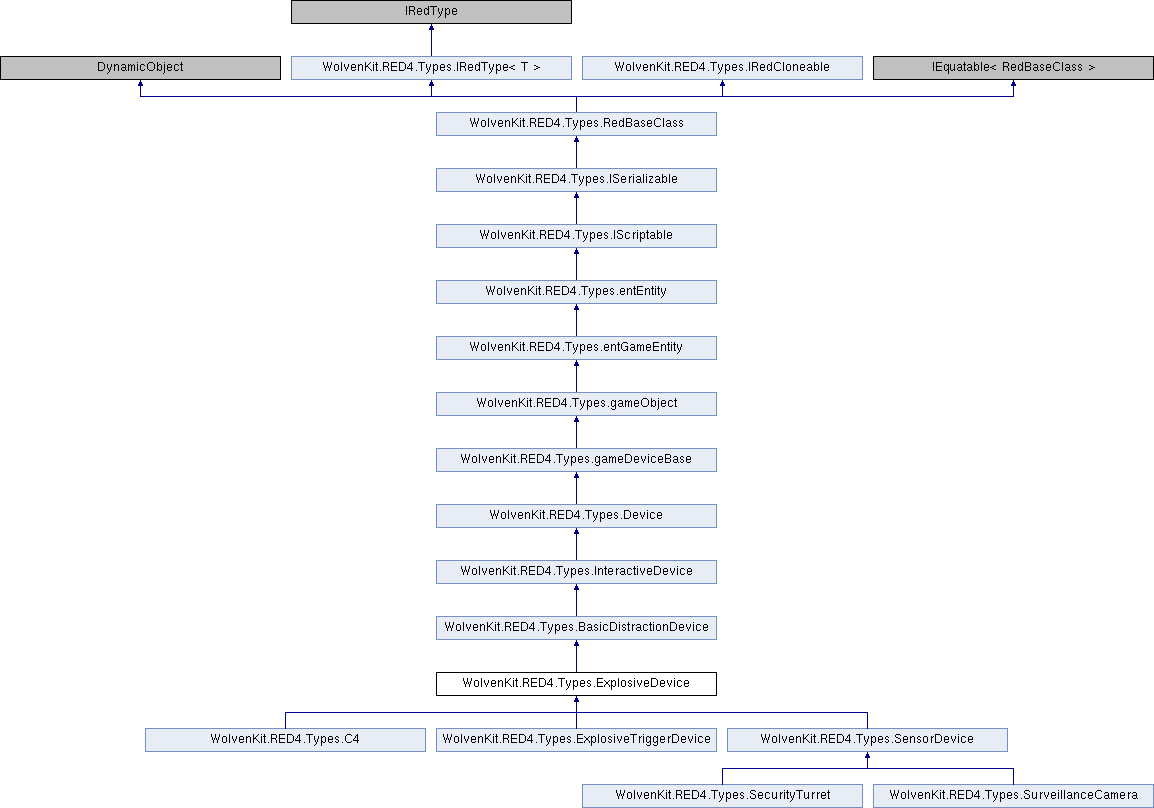 IRedType
DynamicObject
WolvenKit.RED4.Types.IRedType< T >
WolvenKit.RED4.Types.IRedCloneable
IEquatable< RedBaseClass >
WolvenKit.RED4.Types.RedBaseClass
WolvenKit.RED4.Types.ISerializable
WolvenKit.RED4.Types.IScriptable
WolvenKit.RED4.Types.entEntity
WolvenKit.RED4.Types.entGameEntity
WolvenKit.RED4.Types.gameObject
WolvenKit.RED4.Types.gameDeviceBase
WolvenKit.RED4.Types.Device
WolvenKit.RED4.Types.InteractiveDevice
WolvenKit.RED4.Types.BasicDistractionDevice
WolvenKit.RED4.Types.ExplosiveDevice
WolvenKit.RED4.Types.C4
WolvenKit.RED4.Types.ExplosiveTriggerDevice
WolvenKit.RED4.Types.SensorDevice
WolvenKit.RED4.Types.SecurityTurret
WolvenKit.RED4.Types.SurveillanceCamera